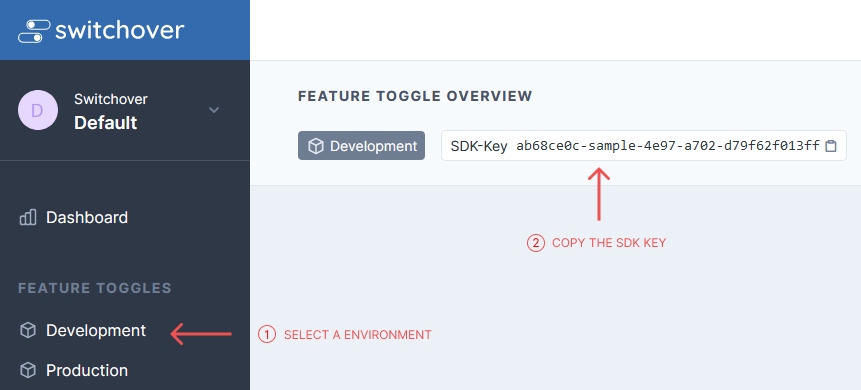 switchover
D
Switchover
Default
Dashboard
FEATURE TOGGLES
Development
Production
FEATURE TOGGLE OVERVIEW
Development
SDK-Key ab68ce0c-sample-4e97-a702-d79f62f013ff
2 COPY THE SDK KEY
1 SELECT A ENVIRONMENT